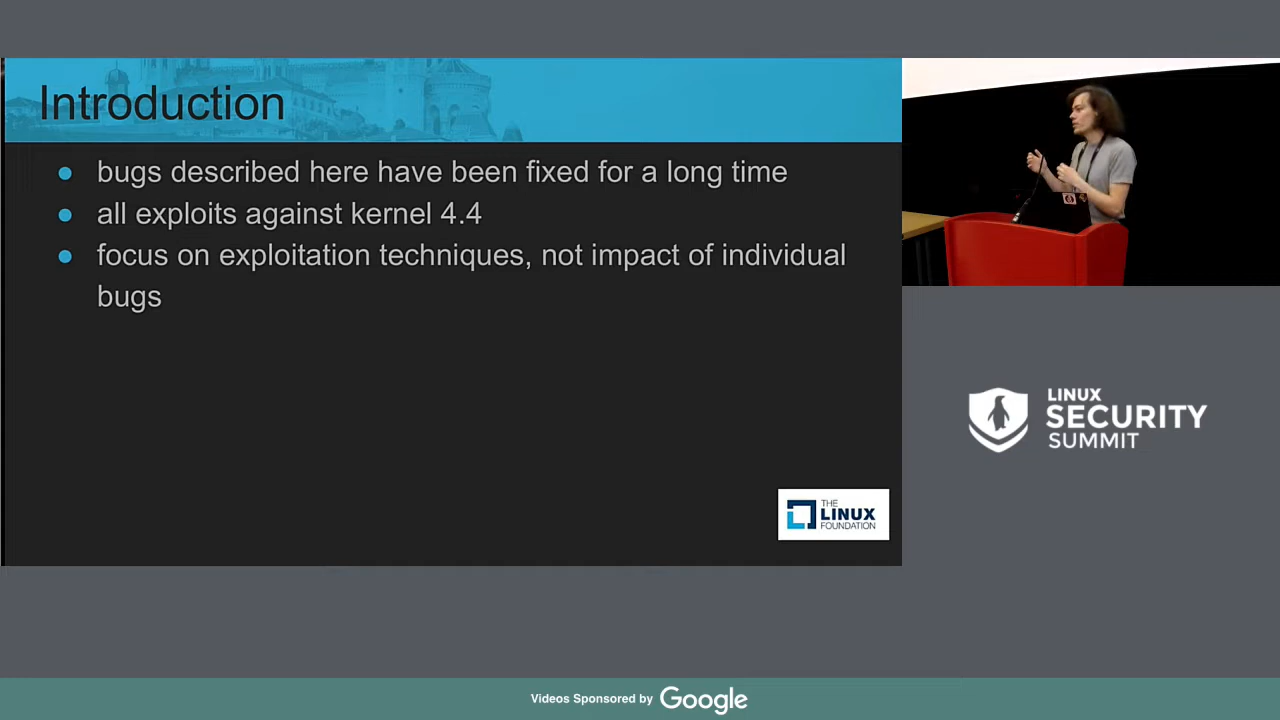 Introduction
bugs described here have been fixed for a long time
all exploits against kernel 4.4
focus on exploitation techniques, not impact of individual
bugs
THE
LINUX
FOUNDATION
LINUX
SECURITY
SUMMIT
Videos Sponsored by Google